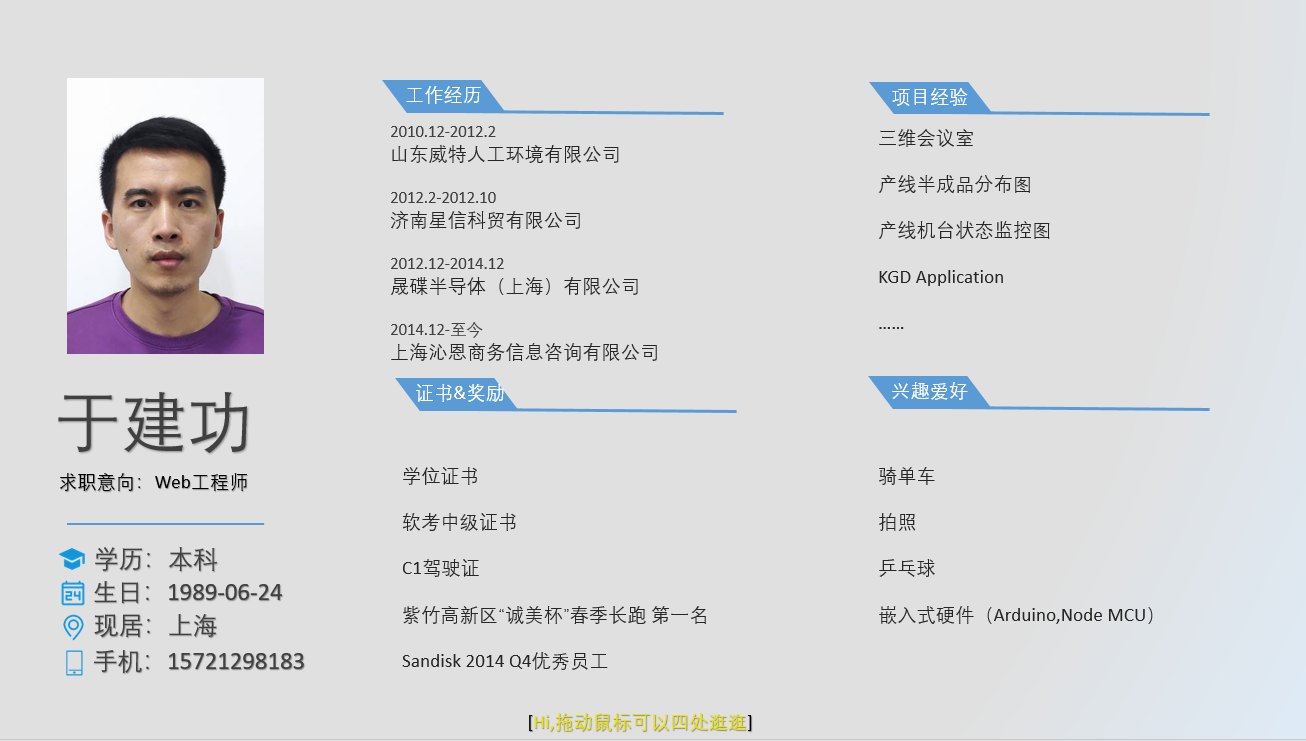 于建功
求职意向：Web工程师
学历：本科
生日：1989-06-24
现居：上海
手机：15721298183
工作经历
2010.12-2012.2
山东威特人工环境有限公司
2012.2-2012.10
济南星信科贸有限公司
2012.12-2014.12
晟碟半导体（上海）有限公司
2014.12-至今
上海沁恩商务信息咨询有限公司
证书&奖励
学位证书
软考中级证书
C1驾驶证
紫竹高新区“诚美杯”春季长跑 第一名
Sandisk 2014 Q4优秀员工
项目经验
三维会议室
产线半成品分布图
产线机台状态监控图
KGD Application
......
兴趣爱好
骑单车
拍照
乒乓球
嵌入式硬件（Arduino,Node MCU）
[Hi,拖动鼠标可以四处逛逛]